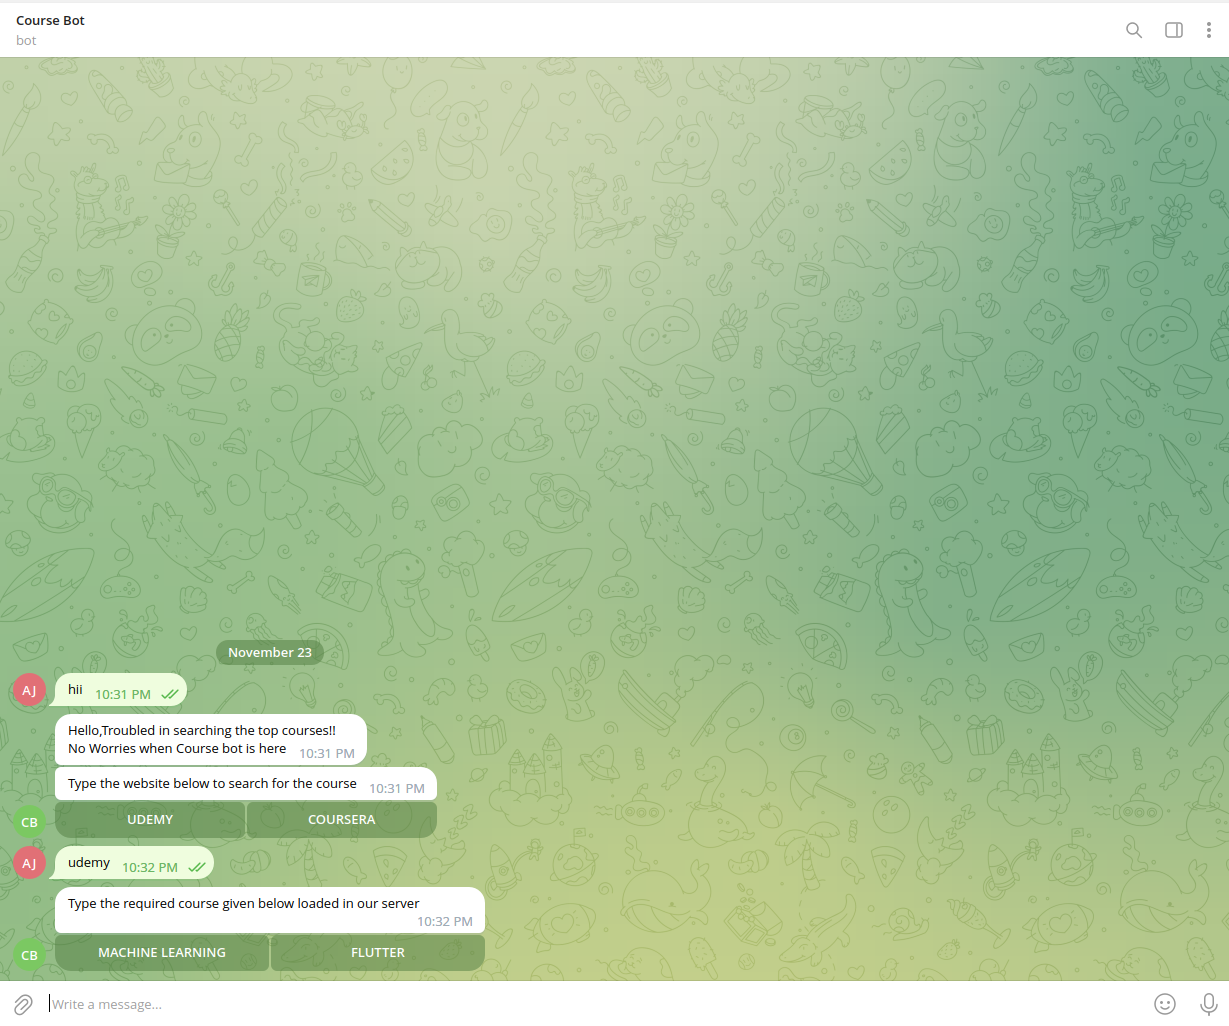 Course Bot
bot
November 23
AJ
hii 10:31 PM
Hello,Troubled in searching the top courses!!
No Worries when Course bot is here 10:31 PM
Type the website below to search for the course 10:31 PM
CB
UDEMY COURSERA
AJ
udemy 10:32 PM
Type the required course given below loaded in our server
10:32 PM
CB
MACHINE LEARNING FLUTTER
Write a message...